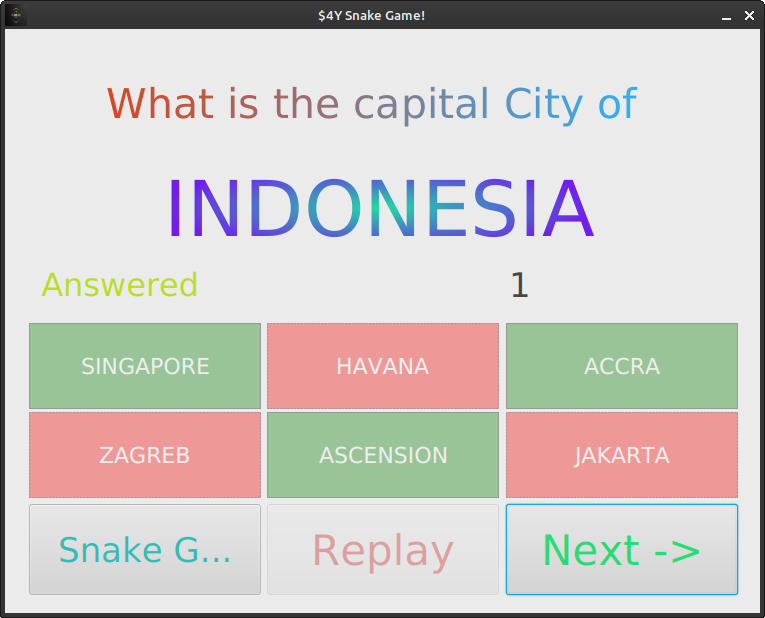 $4Y Snake Game!
What is the capital City of
INDONESIA
Answered 1
SINGAPORE HAVANA ACCRA
ZAGREB ASCENSION JAKARTA
Snake G... Replay Next ->